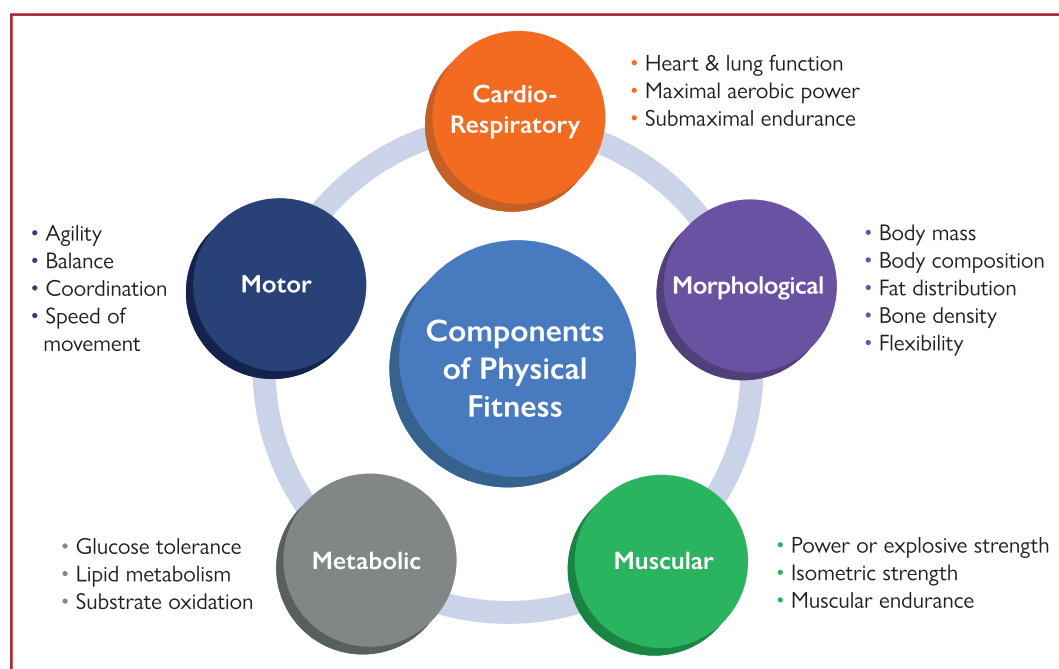 Cardio-
Respiratory
• Heart & lung function
• Maximal aerobic power
• Submaximal endurance
Morphological
• Body mass
• Body composition
• Fat distribution
• Bone density
• Flexibility
Muscular
• Power or explosive strength
• Isometric strength
• Muscular endurance
Metabolic
• Glucose tolerance
• Lipid metabolism
• Substrate oxidation
Motor
• Agility
• Balance
• Coordination
• Speed of
movement
Components
of Physical
Fitness